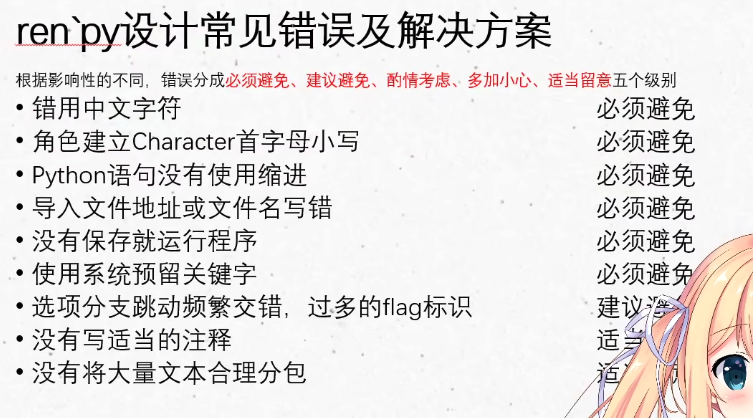 ren`py设计常见错误及解决方案
根据影响性的不同，错误分成必须避免、建议避免、酌情考虑、多加小心、适当留意五个级别
• 错用中文字符 必须避免
• 角色建立Character首字母小写 必须避免
• Python语句没有使用缩进 必须避免
• 导入文件地址或文件名写错 必须避免
• 没有保存就运行程序 必须避免
• 使用系统预留关键字 必须避免
• 选项分支跳动频繁交错，过多的flag标识 建议避
• 没有写适当的注释 适当
• 没有将大量文本合理分包 适